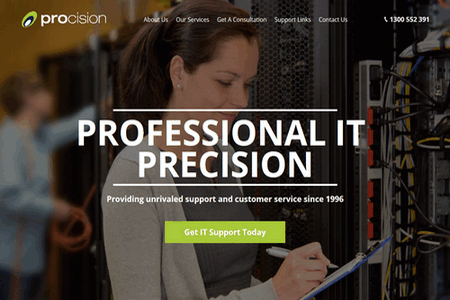 procision
About Us Our Services Get A Consultation Support Links Contact Us 1300 552 391
PROFESSIONAL IT
PRECISION
Providing unrivaled support and customer service since 1996
Get IT Support Today